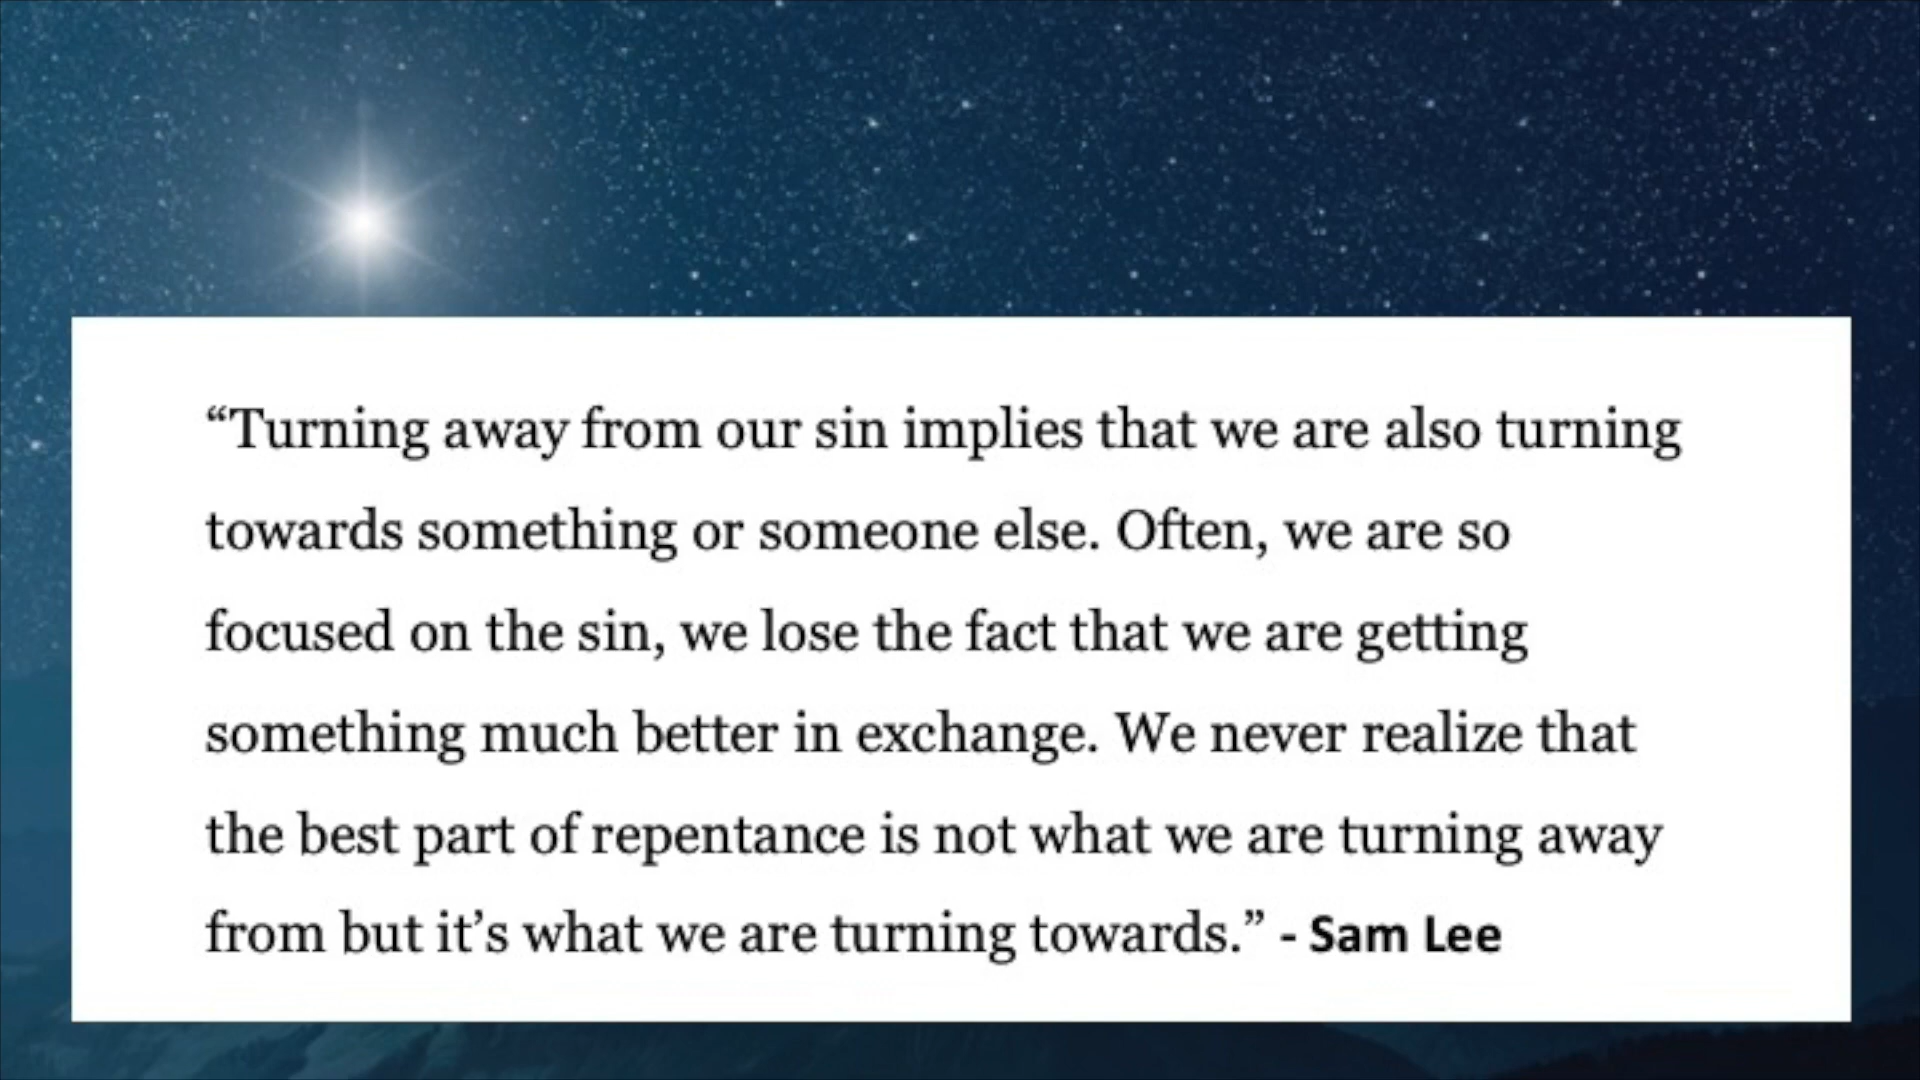 “Turning away from our sin implies that we are also turning
towards something or someone else. Often, we are so
focused on the sin, we lose the fact that we are getting
something much better in exchange. We never realize that
the best part of repentance is not what we are turning away
from but it’s what we are turning towards.” - Sam Lee